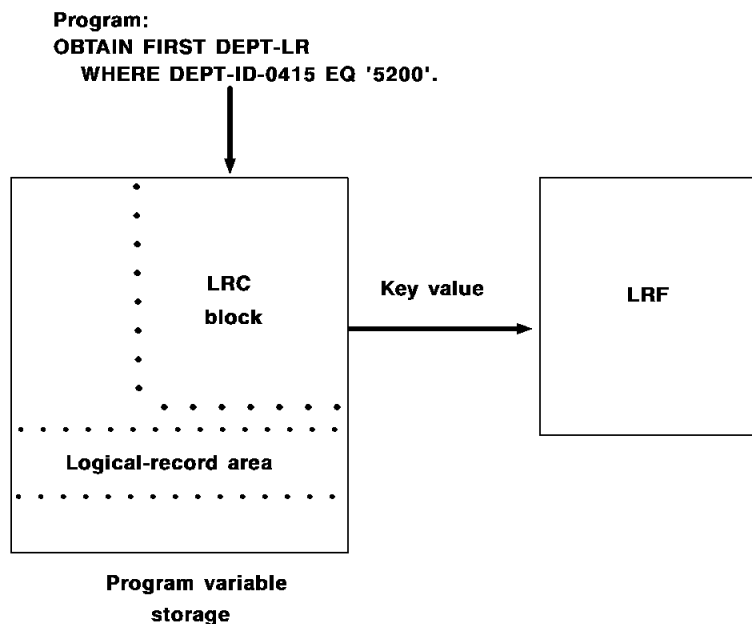 Program:
OBTAIN FIRST DEPT-LR
WHERE DEPT-ID-0415 EQ '5200'.
LRC
block
Key value
LRF
Logical-record area
Program variable
storage